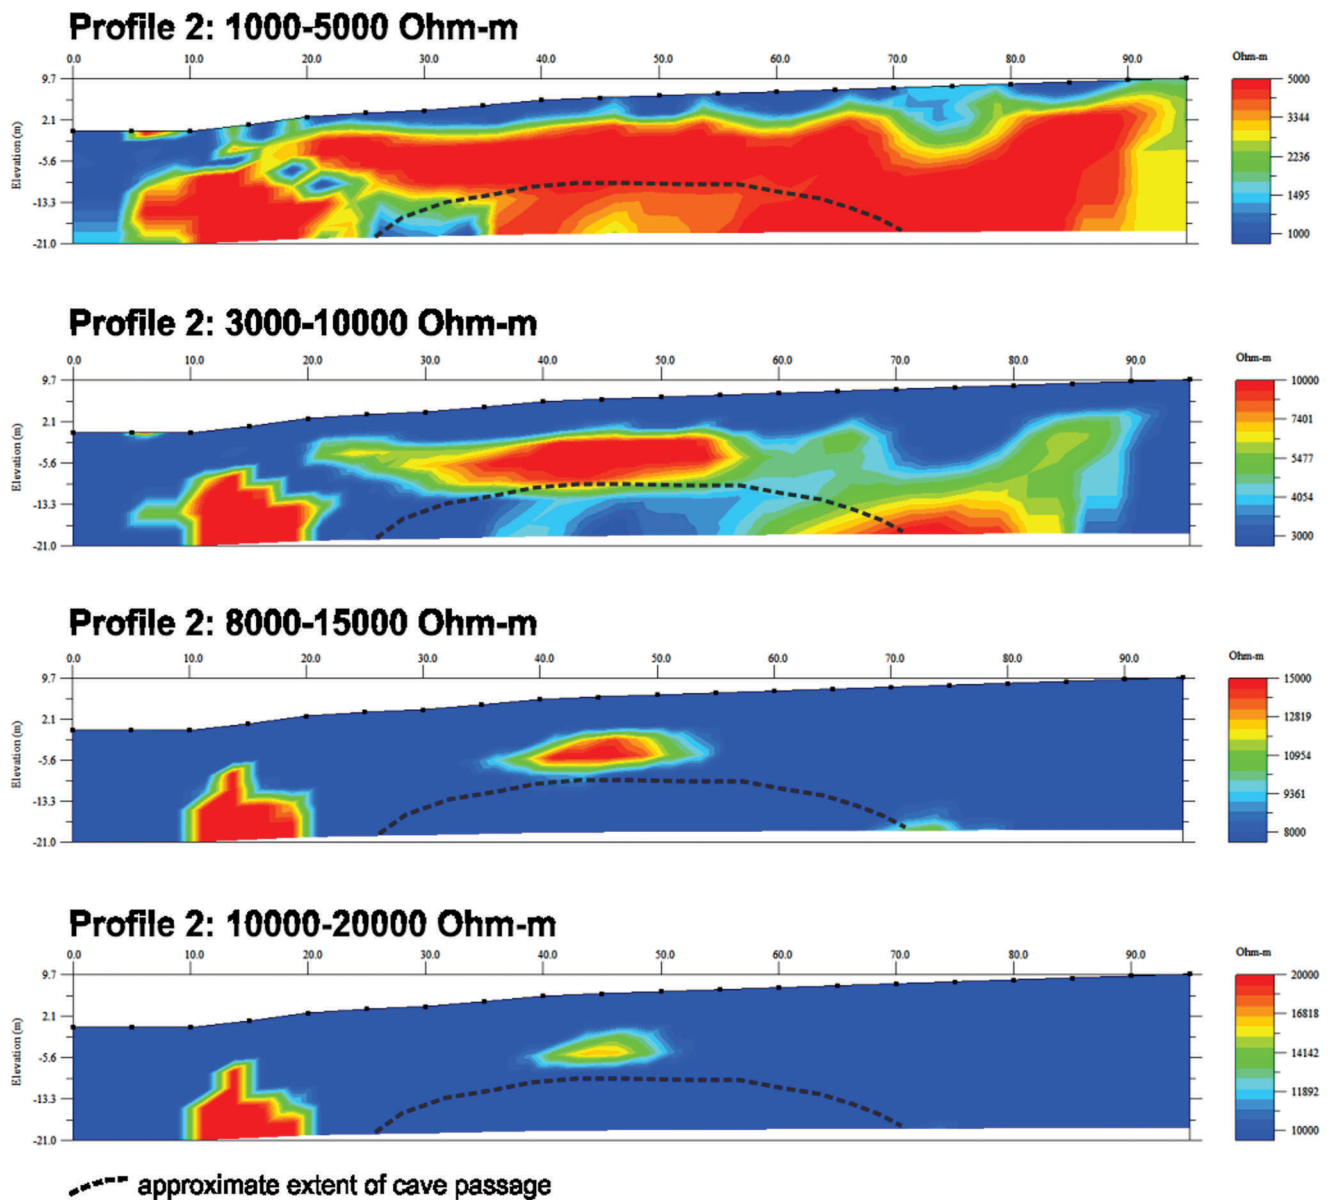 Profile 2: 1000-5000 Ohm-m
0.0 10.0 20.0 30.0 40.0 50.0 60.0 70.0 80.0 90.0
Ohm-m
Elevation (m)
9.7
2.1
-5.6
-13.3
-21.0
5000
3344
2236
1495
1000
Profile 2: 3000-10000 Ohm-m
0.0 10.0 20.0 30.0 40.0 50.0 60.0 70.0 80.0 90.0
Ohm-m
Elevation (m)
9.7
2.1
-5.6
-13.3
-21.0
10000
7401
5477
4054
3000
Profile 2: 8000-15000 Ohm-m
0.0 10.0 20.0 30.0 40.0 50.0 60.0 70.0 80.0 90.0
Ohm-m
Elevation (m)
9.7
2.1
-5.6
-13.3
-21.0
15000
12819
10954
9361
8000
Profile 2: 10000-20000 Ohm-m
0.0 10.0 20.0 30.0 40.0 50.0 60.0 70.0 80.0 90.0
Ohm-m
Elevation (m)
9.7
2.1
-5.6
-13.3
-21.0
20000
16818
14142
11892
10000
approximate extent of cave passage